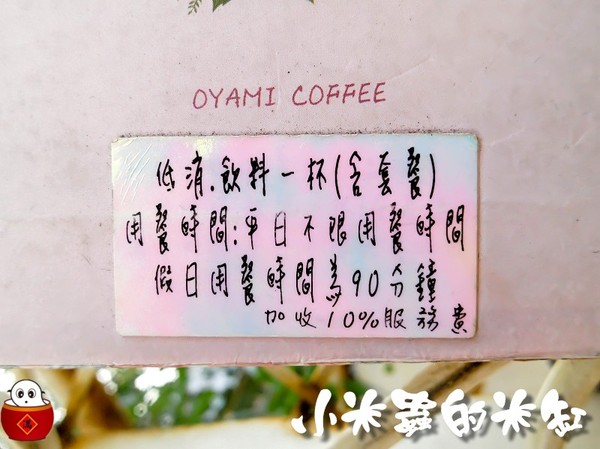 OYAMI COFFEE
低消.飲料一杯(含套餐)
用餐時間:平日不限用餐時間
假日用餐時間為90分鐘
加收10%服務費
小米蟲的米缸